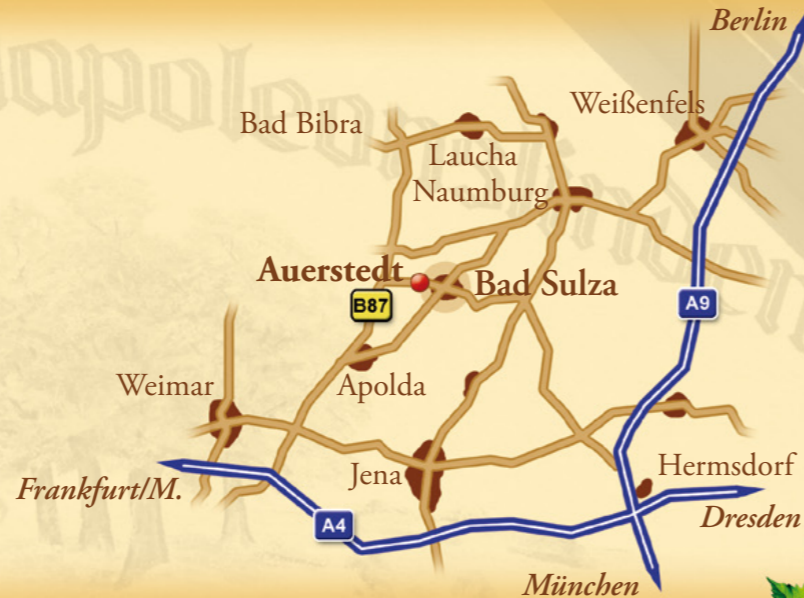 Berlin
Weißenfels
Bad Bibra
Laucha
Naumburg
Auerstedt
Bad Sulza
B87
A9
Weimar
Apolda
Jena
Hermsdorf
Frankfurt/M.
A4
Dresden
München